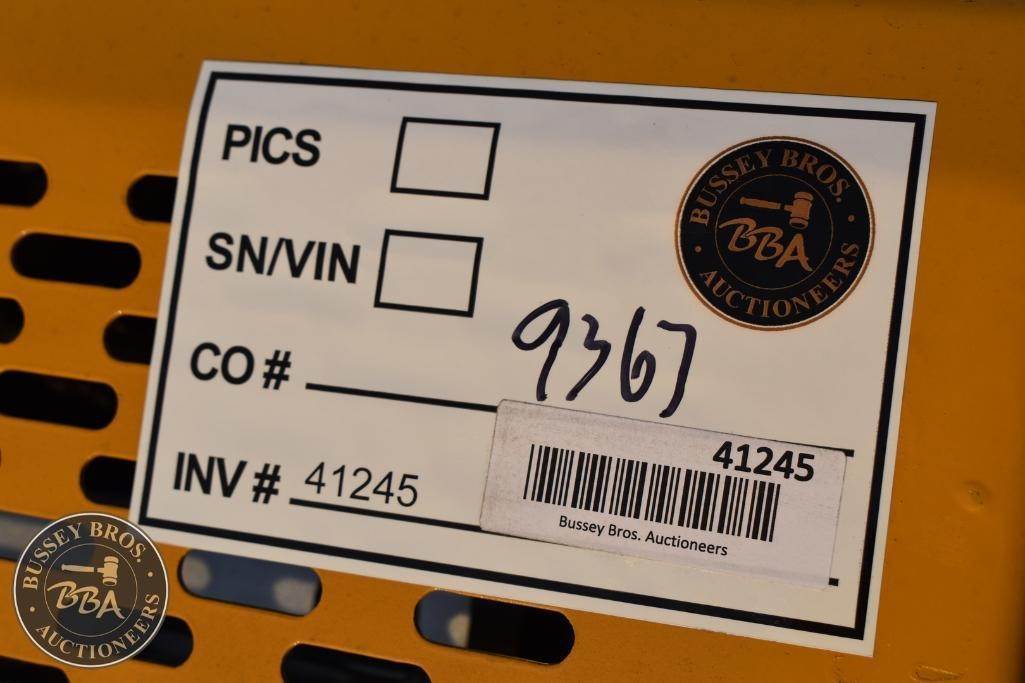 PICS
SN/VIN
BUSSEY BROS.
BBA
AUCTIONEERS
CO # 9367
INV # 41245
41245
Bussey Bros. Auctioneers
BUSSEY BROS.
BBA
AUCTIONEERS